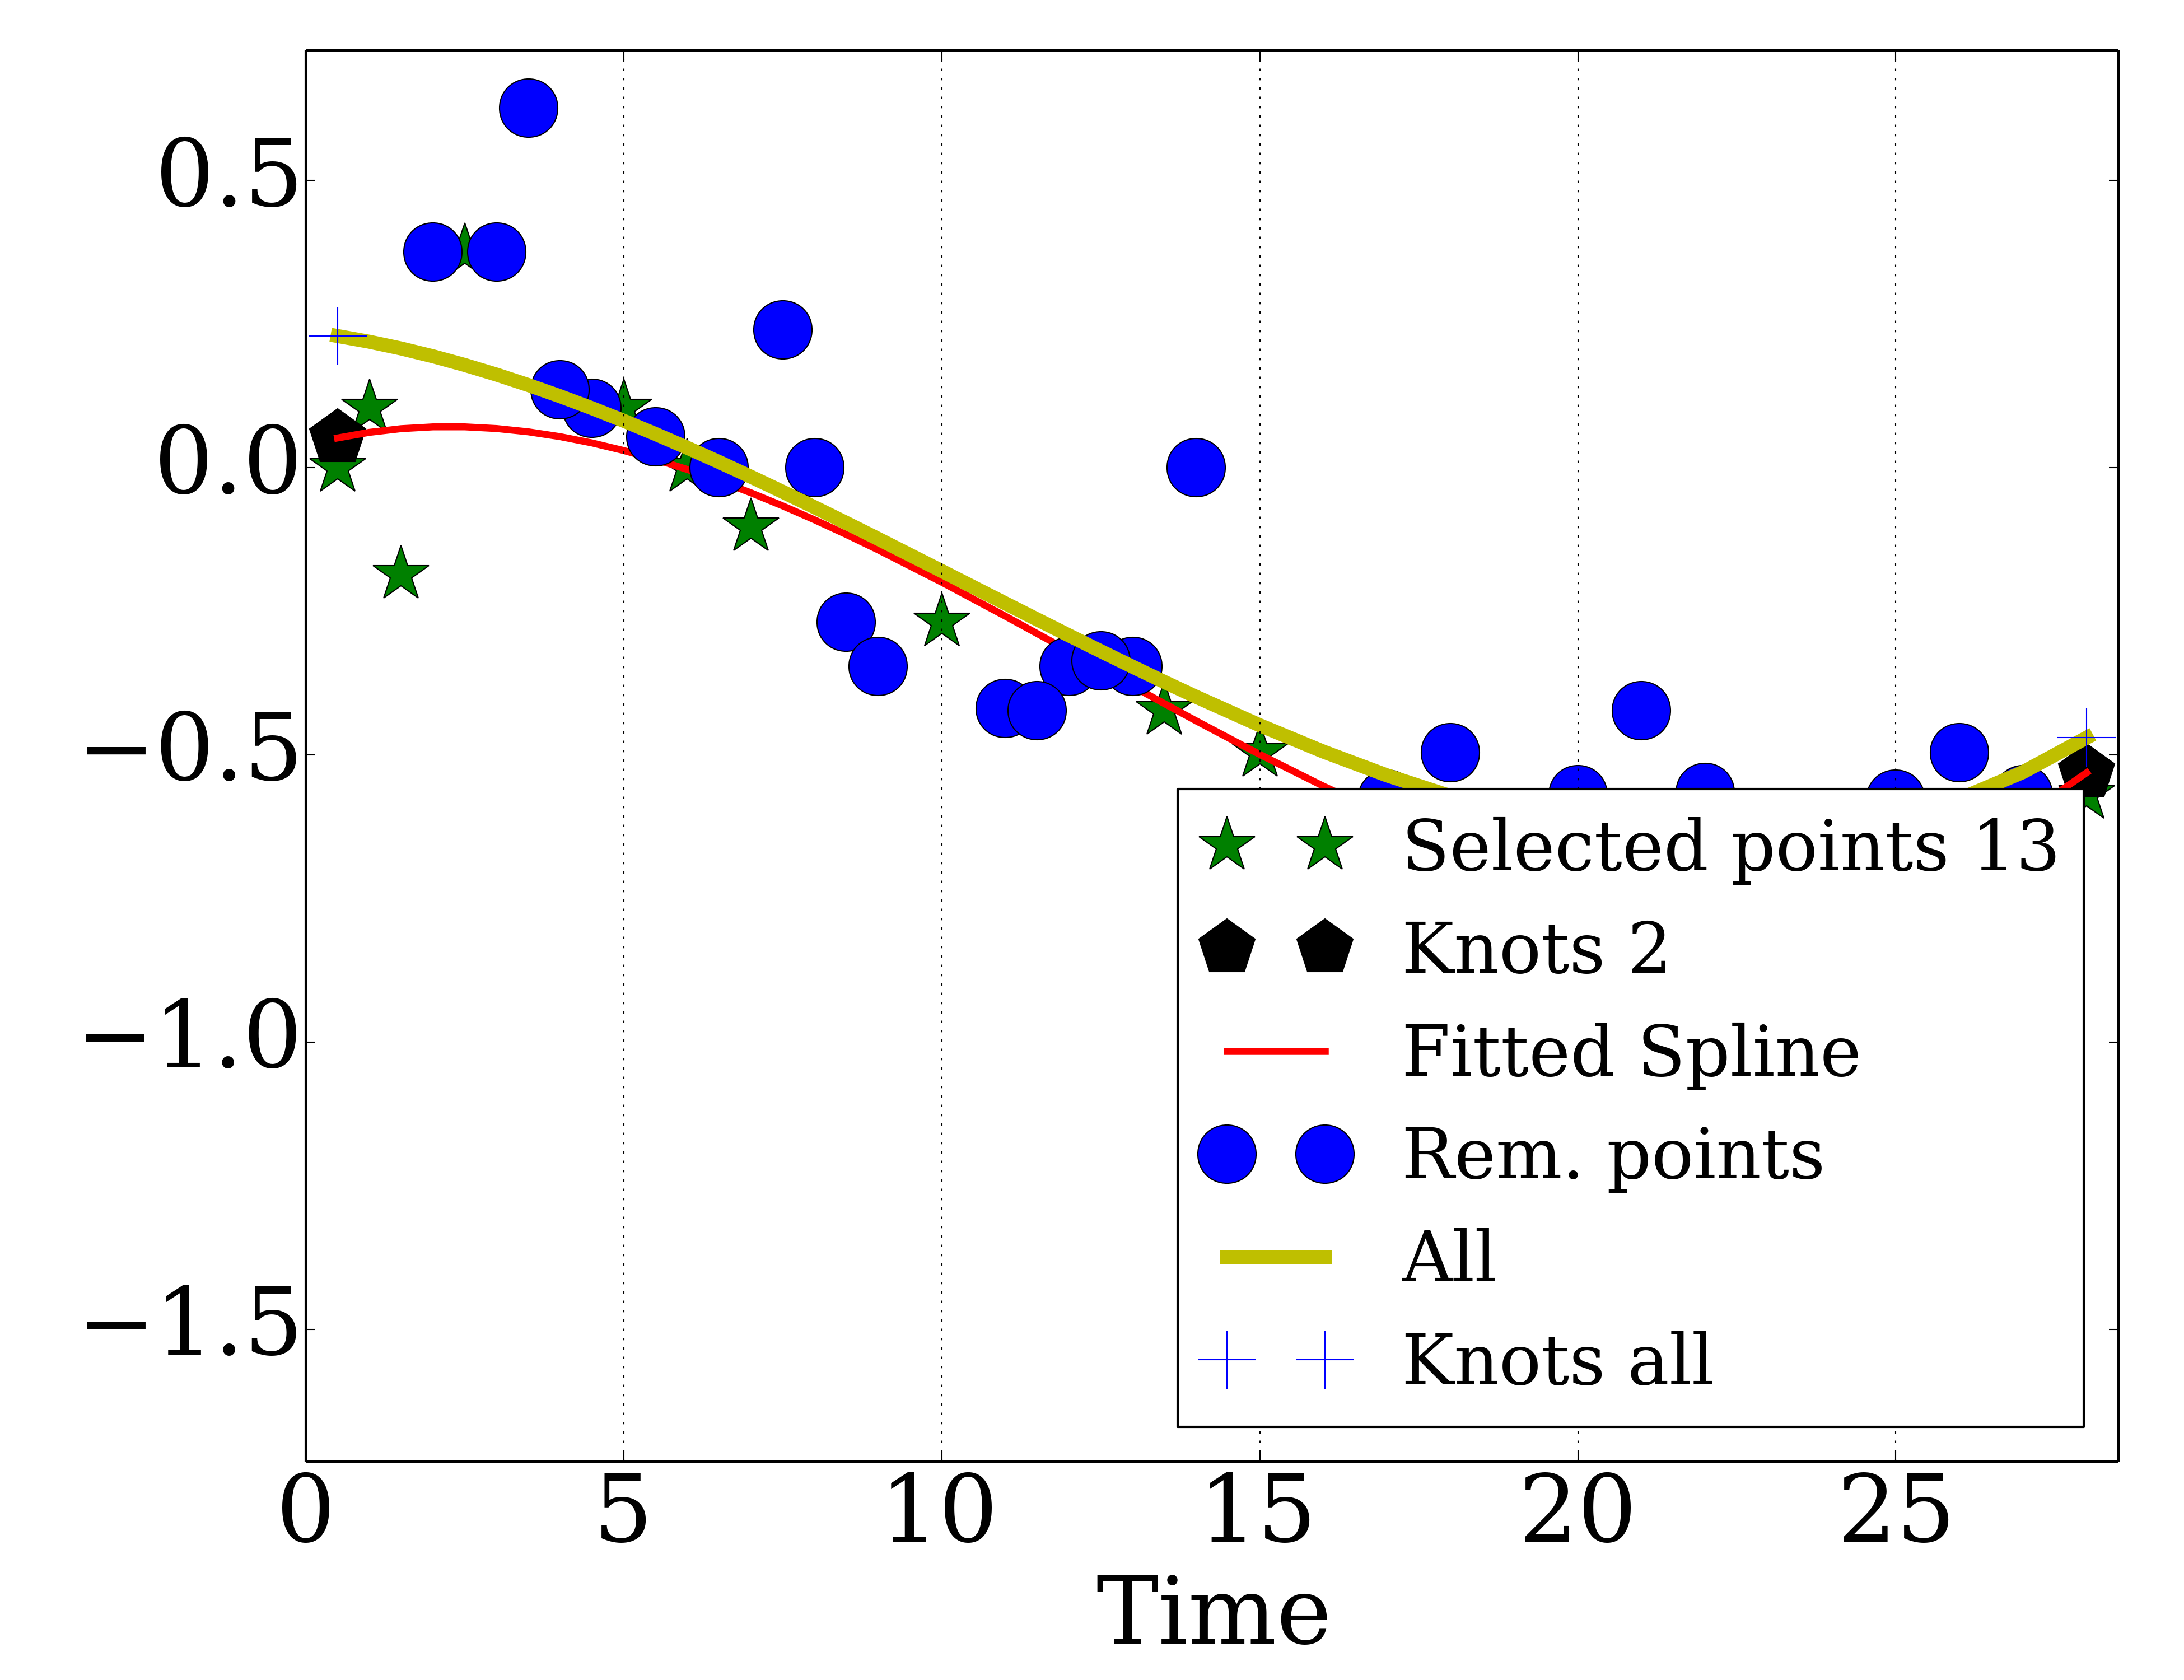 0.5
0.0
−0.5
−1.0
−1.5
Selected points 13
Knots 2
Fitted Spline
Rem. points
All
Knots all
0 5 10 15 20 25
Time